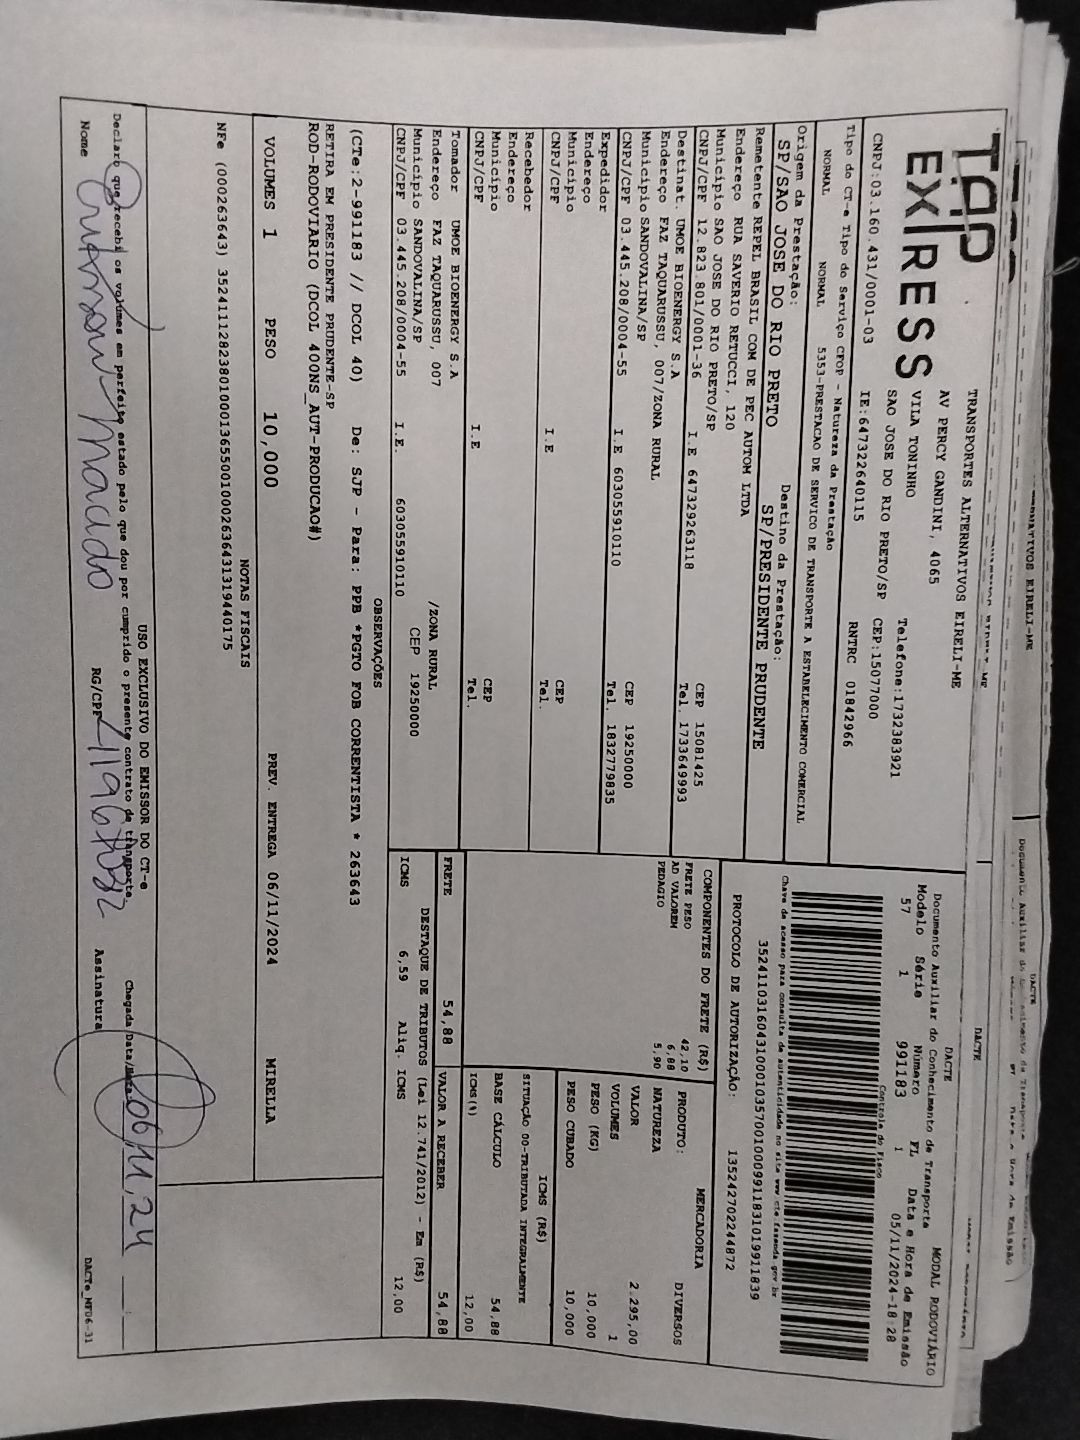 TAP
EX/RESS
TRANSPORTES ALTERNATIVOS EIRELI-ME
AV PERCY GANDINI, 4065
VILA TONINHO
Telefone:1732383921
SAO JOSE DO RIO PRETO/SP CEP:15077000
CNPJ:03.160.431/0001-03 IE:647322640115 RNTRC 01842966
DACTE
Documento Auxiliar do Conhecimento de Transporte
MODAL RODOVIÁRIO
Modelo Série Número FL Data e Hora de Emissão
57 1 991183 1 05/11/2024-18:28
Controle do Fisco
Tipo do CT-e Tipo do Serviço CFOP - Natureza da Prestação
NORMAL NORMAL 5353-PRESTACAO DE SERVICO DE TRANSPORTE A ESTABELECIMENTO COMERCIAL
Chave de acesso para consulta de autenticidade no site www.cte.fazenda.gov.br
35241103160431000103570010009911831019911839
PROTOCOLO DE AUTORIZAÇÃO: 135242702244872
Origem da Prestação: Destino da Prestação:
SP/SAO JOSE DO RIO PRETO SP/PRESIDENTE PRUDENTE
Remetente REPEL BRASIL COM DE PEC AUTOM LTDA
Endereço RUA SAVERIO RETUCCI, 120
Município SAO JOSE DO RIO PRETO/SP CEP 15081425
CNPJ/CPF 12.823.801/0001-36 I.E 647329263118 Tel. 1733649993
Destinat. UMOE BIOENERGY S.A
Endereço FAZ TAQUARUSSU, 007/ZONA RURAL
Município SANDOVALINA/SP CEP 19250000
CNPJ/CPF 03.445.208/0004-55 I.E 603055910110 Tel. 1832779835
Expedidor
Endereço
Município CEP
CNPJ/CPF I.E Tel.
Recebedor
Endereço
Município CEP
CNPJ/CPF I.E Tel.
Tomador UMOE BIOENERGY S.A
Endereço FAZ TAQUARUSSU, 007 /ZONA RURAL
Município SANDOVALINA/SP CEP 19250000
CNPJ/CPF 03.445.208/0004-55 I.E. 603055910110
COMPONENTES DO FRETE (R$)
FRETE PESO 42,10
AD VALOREM 6,88
PEDAGIO 5,90
MERCADORIA
PRODUTO: DIVERSOS
NATUREZA
VALOR 2.295,00
VOLUMES 1
PESO (KG) 10,000
PESO CUBADO 10,000
ICMS (R$)
SITUAÇÃO 00-TRIBUTADA INTEGRALMENTE
BASE CÁLCULO 54,88
ICMS(%) 12,00
FRETE 54,88 VALOR A RECEBER 54,88
DESTAQUE DE TRIBUTOS (Lei 12.741/2012) - Em (R$)
ICMS 6,59 Aliq. ICMS 12,00
OBSERVAÇÕES
(CTe:2-991183 // DCOL 40) De: SJP - Para: PPB *PGTO FOB CORRENTISTA * 263643
RETIRA EM PRESIDENTE PRUDENTE-SP
ROD-RODOVIARIO (DCOL 400NS_AUT-PRODUCAO#)
VOLUMES 1 PESO 10,000 PREV. ENTREGA 06/11/2024 MIRELLA
NOTAS FISCAIS
NFe (000263643) 35241112823801000136550010002636431319440175
USO EXCLUSIVO DO EMISSOR DO CT-e
Declaro que recebi os volumes em perfeito estado pelo que dou por cumprido o presente contrato de transporte.
Chegada Data/Hora 06/11/24
Nome RG/CPF Assinatura
DACTe_MFD6-31